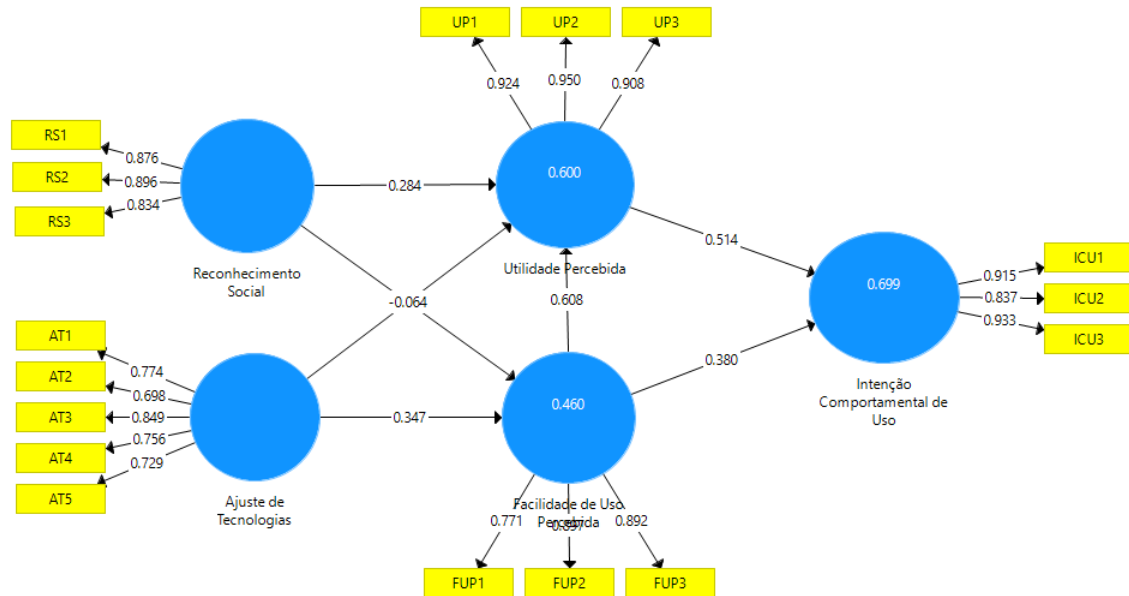 UP1
UP2
UP3
0.924
0.950
0.908
RS1
RS2
RS3
0.876
0.896
0.834
Reconhecimento
Social
0.284
0.600
Utilidade Percebida
-0.064
0.608
0.514
0.699
Intenção
Comportamental de
Uso
0.915
0.837
0.933
ICU1
ICU2
ICU3
AT1
AT2
AT3
AT4
AT5
0.774
0.698
0.849
0.756
0.729
Ajuste de
Tecnologias
0.347
0.460
0.380
Facilidade de Uso
Percebida
0.771
0.897
0.892
FUP1
FUP2
FUP3